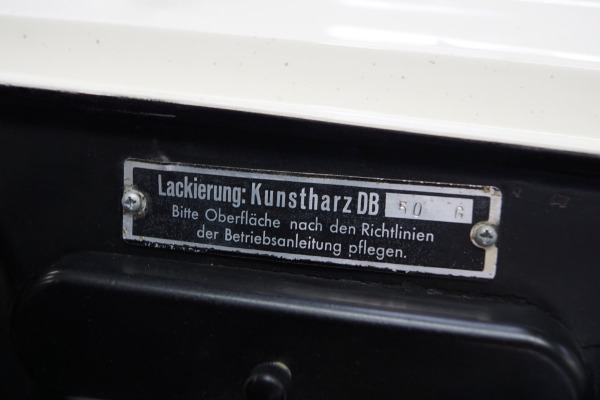 Lackierung: Kunstharz DB 50 G
Bitte Oberfläche nach den Richtlinien
der Betriebsanleitung pflegen.